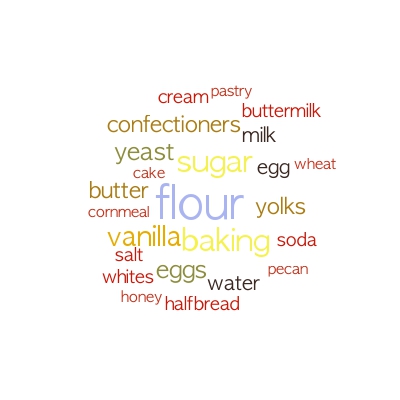 cream pastry
buttermilk
confectioners
milk
yeast sugar egg wheat
cake
butter flour yolks
cornmeal
vanilla baking soda
salt
whites eggs water pecan
honey halfbread